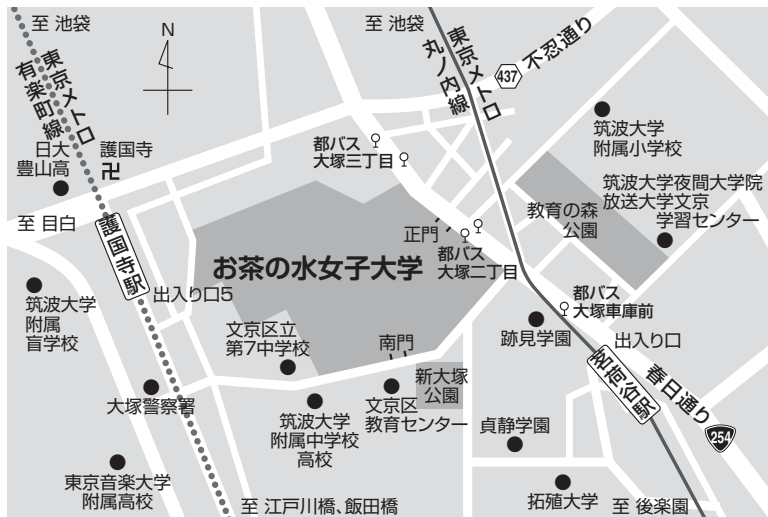 至 池袋
N
東京メトロ
有楽町線
至 池袋
東京メトロ
丸ノ内線
437
不忍通り
日大
豊山高
護国寺
卍
都バス
大塚三丁目
筑波大学
附属小学校
筑波大学夜間大学院
放送大学文京
学習センター
教育の森
公園
至 目白
護国寺駅
正門
都バス
大塚二丁目
お茶の水女子大学
出入り口5
筑波大学
附属
盲学校
都バス
大塚車庫前
文京区立
第7中学校
南門
跡見学園
出入り口
茗荷谷駅
春日通り
254
新大塚
公園
大塚警察署
筑波大学
附属中学校
高校
文京区
教育センター
貞静学園
東京音楽大学
附属高校
拓殖大学
至 江戸川橋、飯田橋
至 後楽園